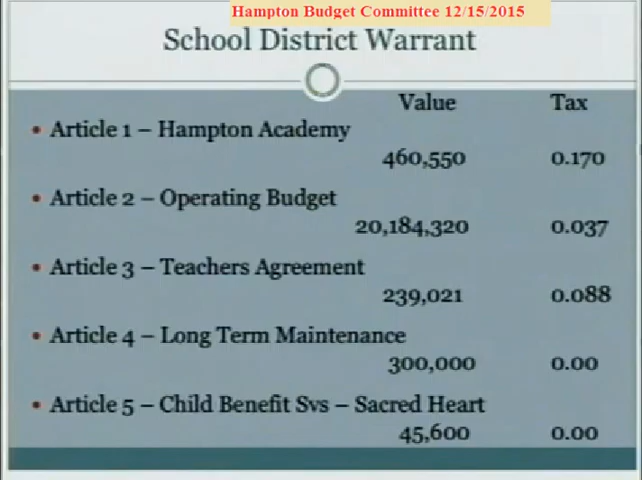 Hampton Budget Committee 12/15/2015
School District Warrant
Value Tax
• Article 1 – Hampton Academy
460,550 0.170
• Article 2 – Operating Budget
20,184,320 0.037
• Article 3 – Teachers Agreement
239,021 0.088
• Article 4 – Long Term Maintenance
300,000 0.00
• Article 5 – Child Benefit Svs – Sacred Heart
45,600 0.00